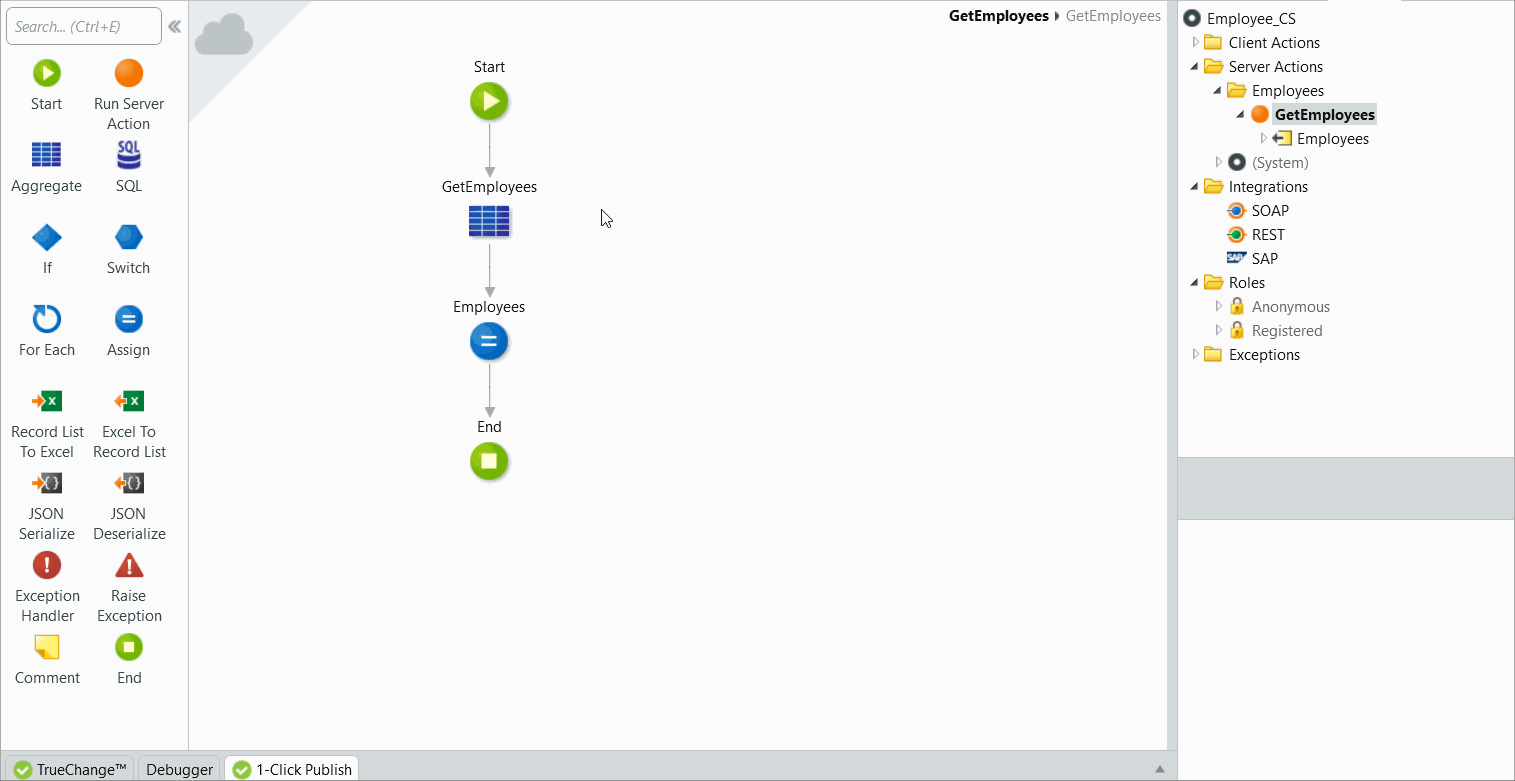 Search... (Ctrl+E)
Start
Run Server
Action
Aggregate
SQL
SQL
If
Switch
For Each
Assign
Record List
To Excel
Excel To
Record List
JSON
Serialize
JSON
Deserialize
Exception
Handler
Raise
Exception
Comment
End
GetEmployees GetEmployees
Start
GetEmployees
Employees
End
Employee_CS
Client Actions
Server Actions
Employees
GetEmployees
Employees
(System)
Integrations
SOAP
REST
SAP SAP
Roles
Anonymous
Registered
Exceptions
TrueChange™
Debugger
1-Click Publish